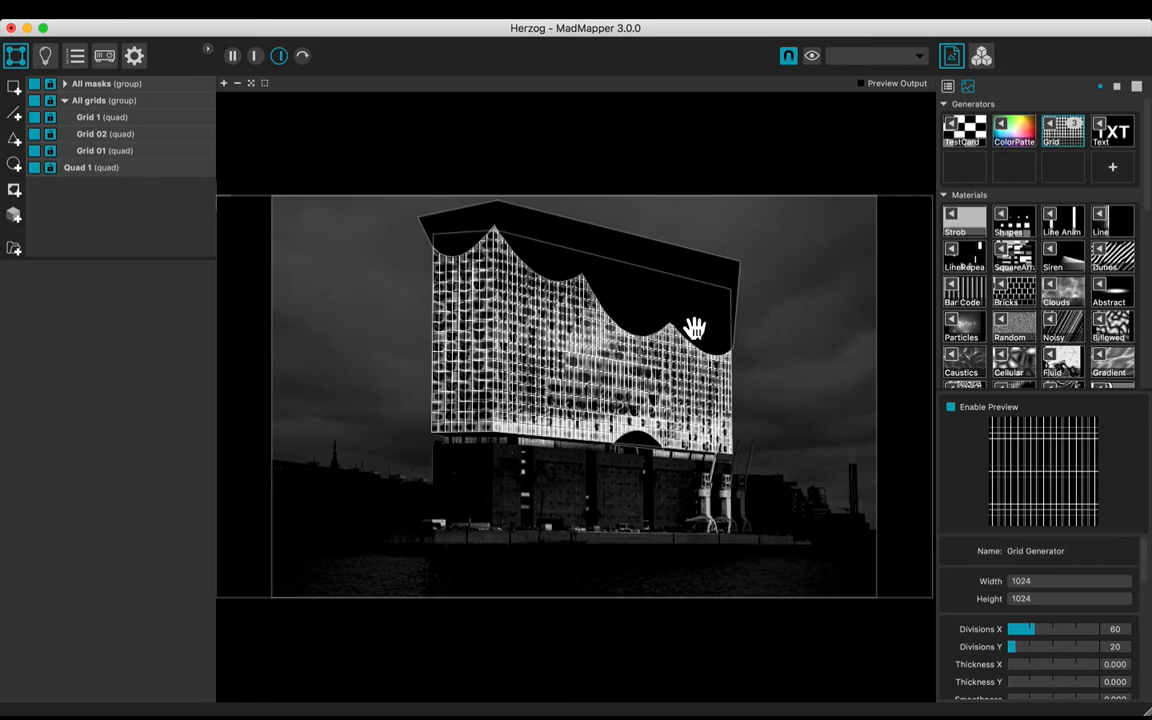 Herzog - MadMapper 3.0.0
Preview Output
All masks (group)
All grids (group)
Grid 1 (quad)
Grid 02 (quad)
Grid 01 (quad)
Quad 1 (quad)
Generators
3
TXT
TestCard
ColorPatte
Grid
Text
Materials
Strob
Shapes
Line Anim
Line
LineRepea
SquareArra
Siren
Dunes
Bar Code
Bricks
Clouds
Abstract
Particles
Random
Noisy
Billowed
Caustics
Cellular
Fluid
Gradient
Enable Preview
Name: Grid Generator
Width 1024
Height 1024
Divisions X 60
Divisions Y 20
Thickness X 0.000
Thickness Y 0.000